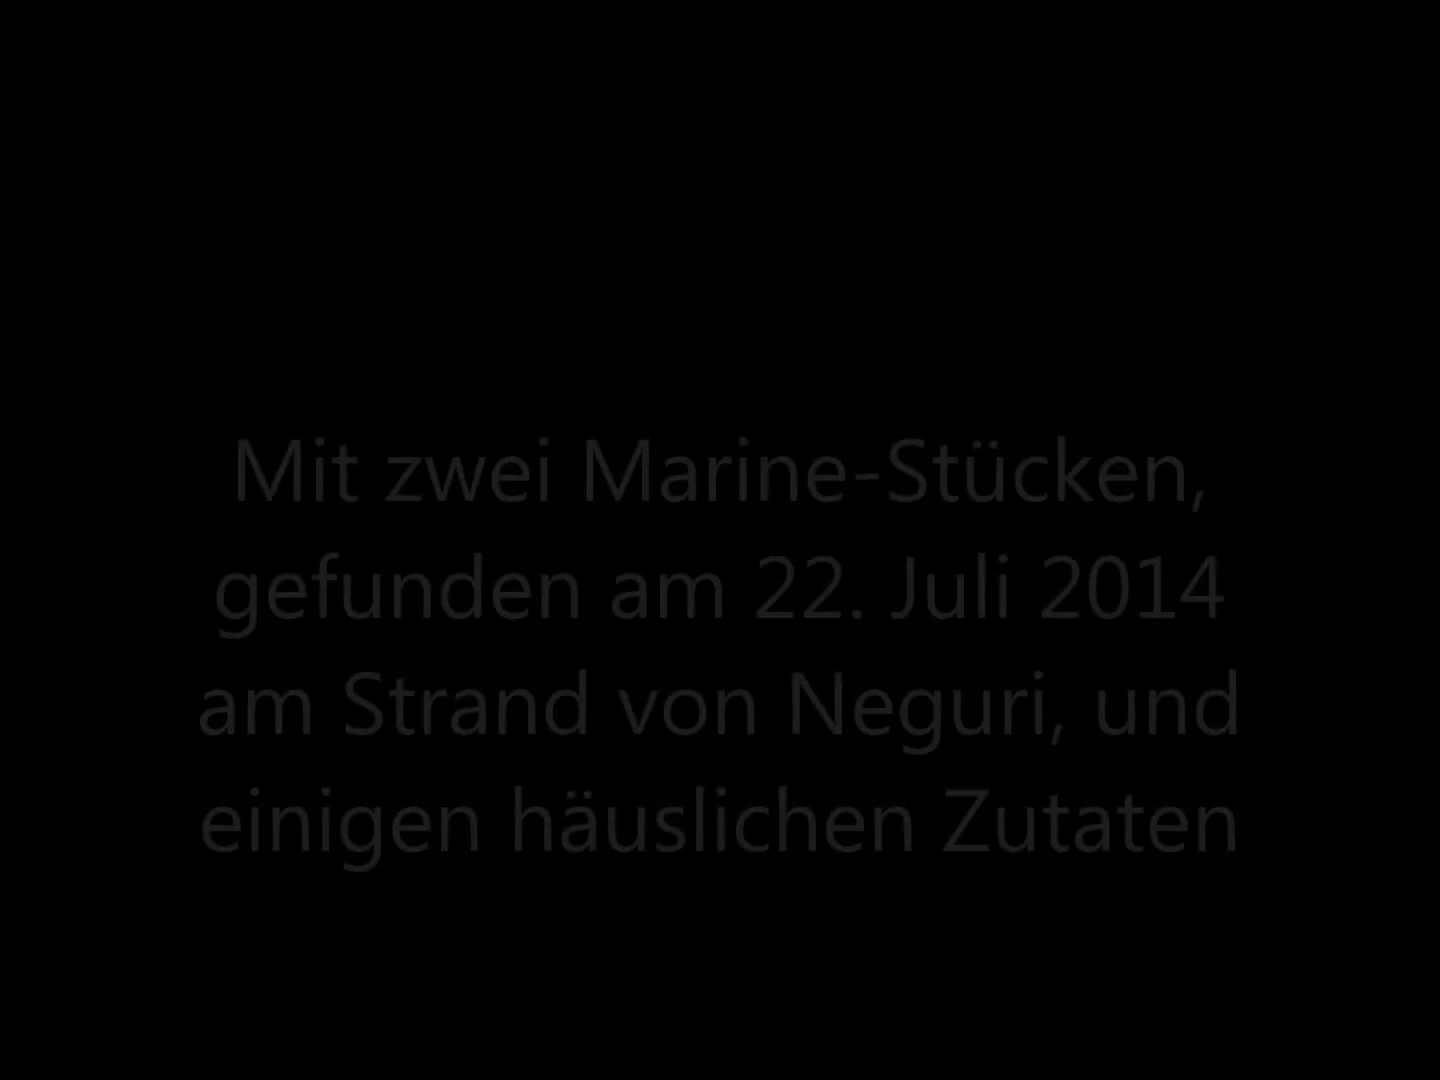 Mit zwei Marine-Stücken,
gefunden am 22. Juli 2014
am Strand von Neguri, und
einigen häuslichen Zutaten